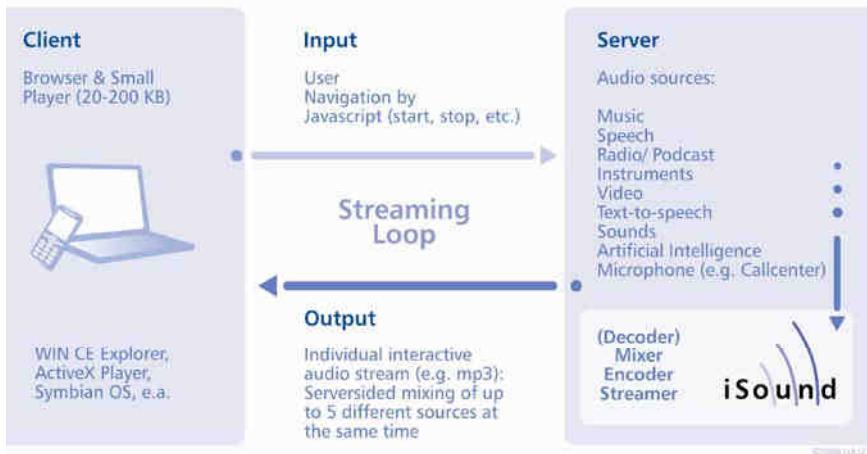 Client
Browser & Small
Player (20-200 KB)
WIN CE Explorer,
ActiveX Player,
Symbian OS, e.a.
Input
User
Navigation by
Javascript (start, stop, etc.)
Streaming
Loop
Output
Individual interactive
audio stream (e.g. mp3):
Serversided mixing of up
to 5 different sources at
the same time
Server
Audio sources:
Music
Speech
Radio/ Podcast
Instruments
Video
Text-to-speech
Sounds
Artificial Intelligence
Microphone (e.g. Callcenter)
(Decoder)
Mixer
Encoder
Streamer
iSound